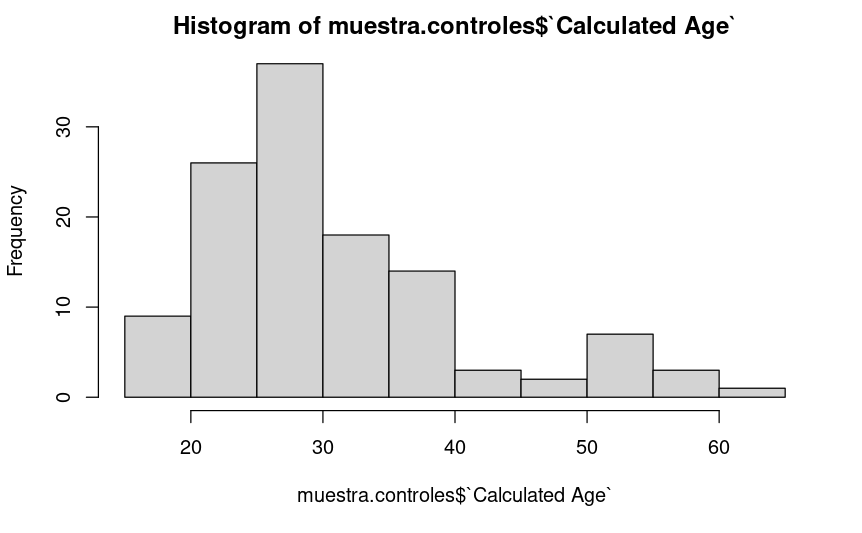 Histogram of muestra.controles$`Calculated Age`
Frequency
30
20
10
0
20 30 40 50 60
muestra.controles$`Calculated Age`